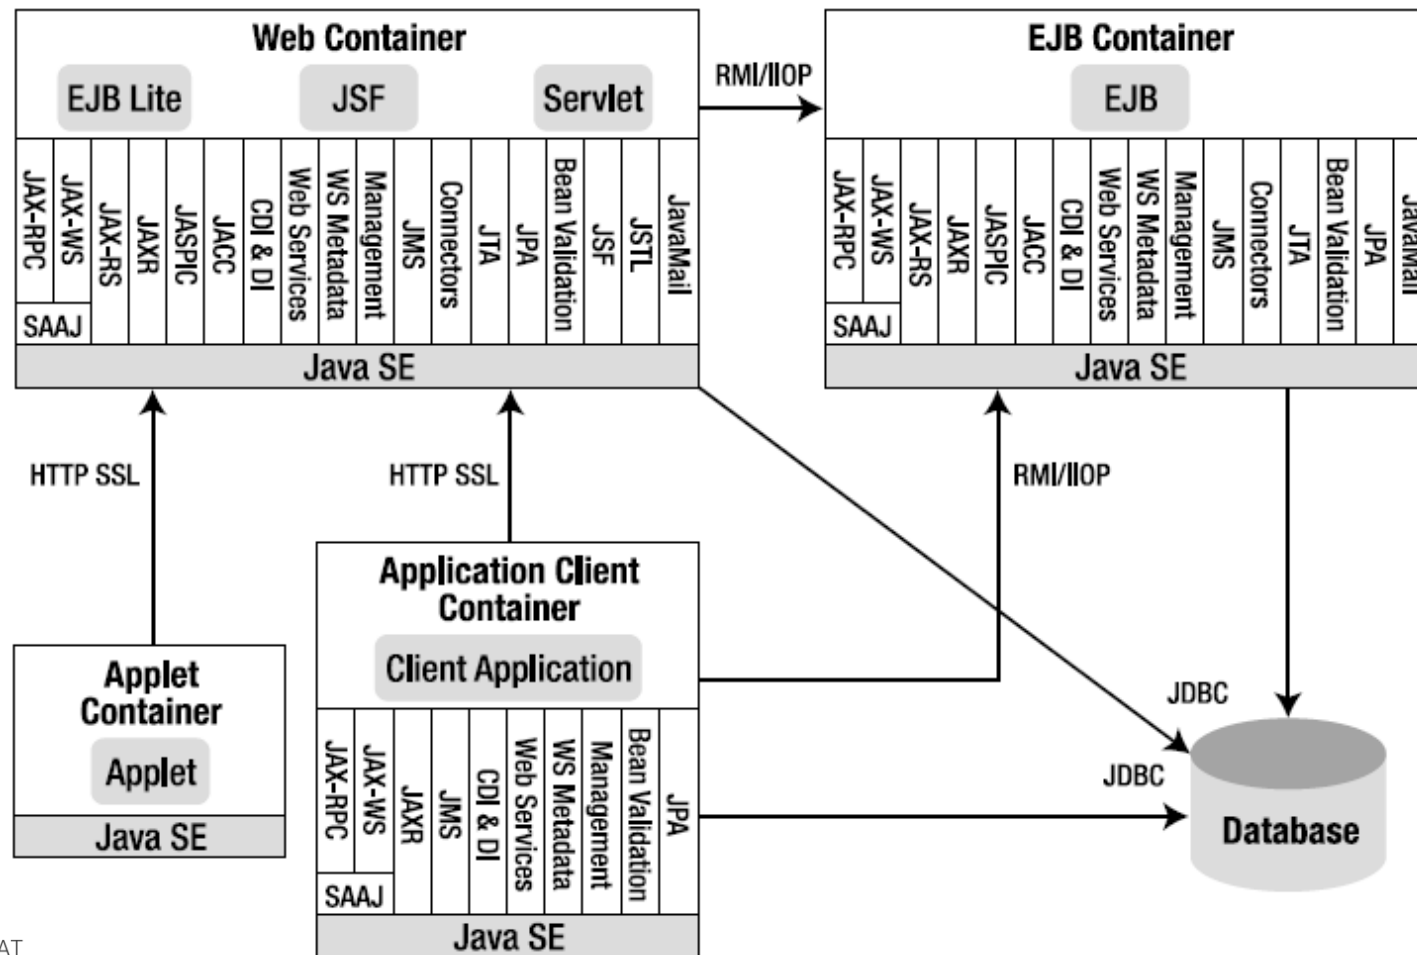 Web Container
EJB Lite
JSF
Servlet
JAX-RPC
JAX-WS
SAAJ
JAX-RS
JAXR
JASPIC
JACC
CDI & DI
Web Services
WS Metadata
Management
JMS
Connectors
JTA
JPA
Bean Validation
JSF
JSTL
JavaMail
Java SE
RMI/IIOP
EJB Container
EJB
JAX-RPC
JAX-WS
SAAJ
JAX-RS
JAXR
JASPIC
JACC
CDI & DI
Web Services
WS Metadata
Management
JMS
Connectors
JTA
Bean Validation
JPA
JavaMail
Java SE
HTTP SSL
HTTP SSL
RMI/IIOP
Application Client
Container
Client Application
JAX-RPC
JAX-WS
SAAJ
JAXR
JMS
CDI & DI
Web Services
WS Metadata
Management
Bean Validation
JPA
Java SE
Applet
Container
Applet
Java SE
JDBC
JDBC
Database
AT